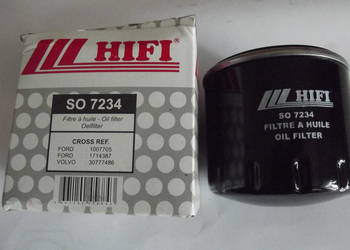 HIFI
SO 7234
Filtre à huile - Oil filter
Oelfilter
CROSS REF.
FORD 1007705
FORD 1714387
VOLVO 30777486
HIFI
SO 7234
FILTRE A HUILE
OIL FILTER